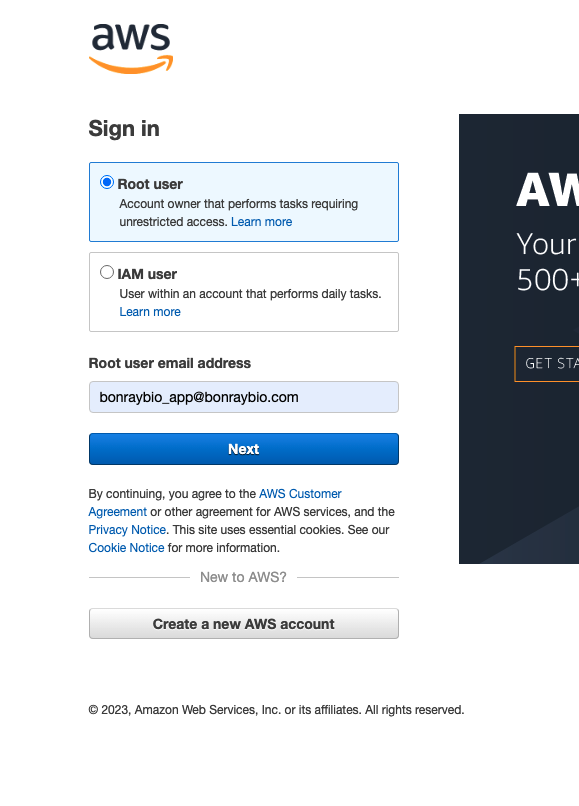 aws
Sign in
Root user
Account owner that performs tasks requiring
unrestricted access. Learn more
IAM user
User within an account that performs daily tasks.
Learn more
Root user email address
bonraybio_app@bonraybio.com
Next
By continuing, you agree to the AWS Customer
Agreement or other agreement for AWS services, and the
Privacy Notice. This site uses essential cookies. See our
Cookie Notice for more information.
New to AWS?
Create a new AWS account
© 2023, Amazon Web Services, Inc. or its affiliates. All rights reserved.
AW
Your
500+
GET STA